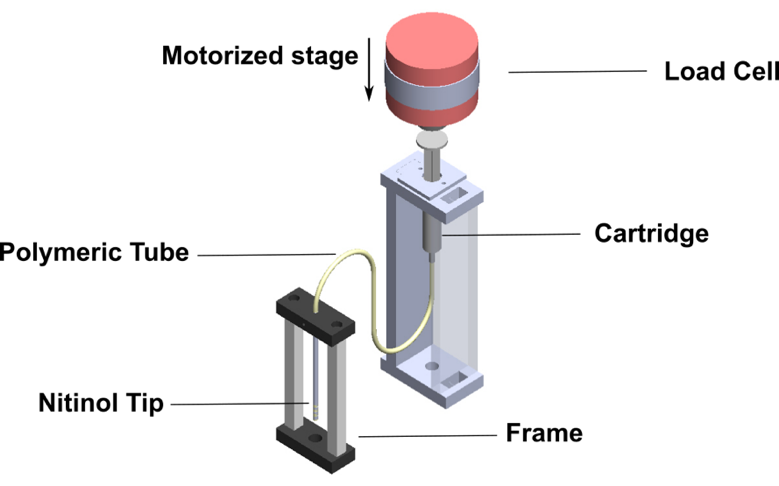 Motorized stage
Load Cell
Cartridge
Polymeric Tube
Nitinol Tip
Frame